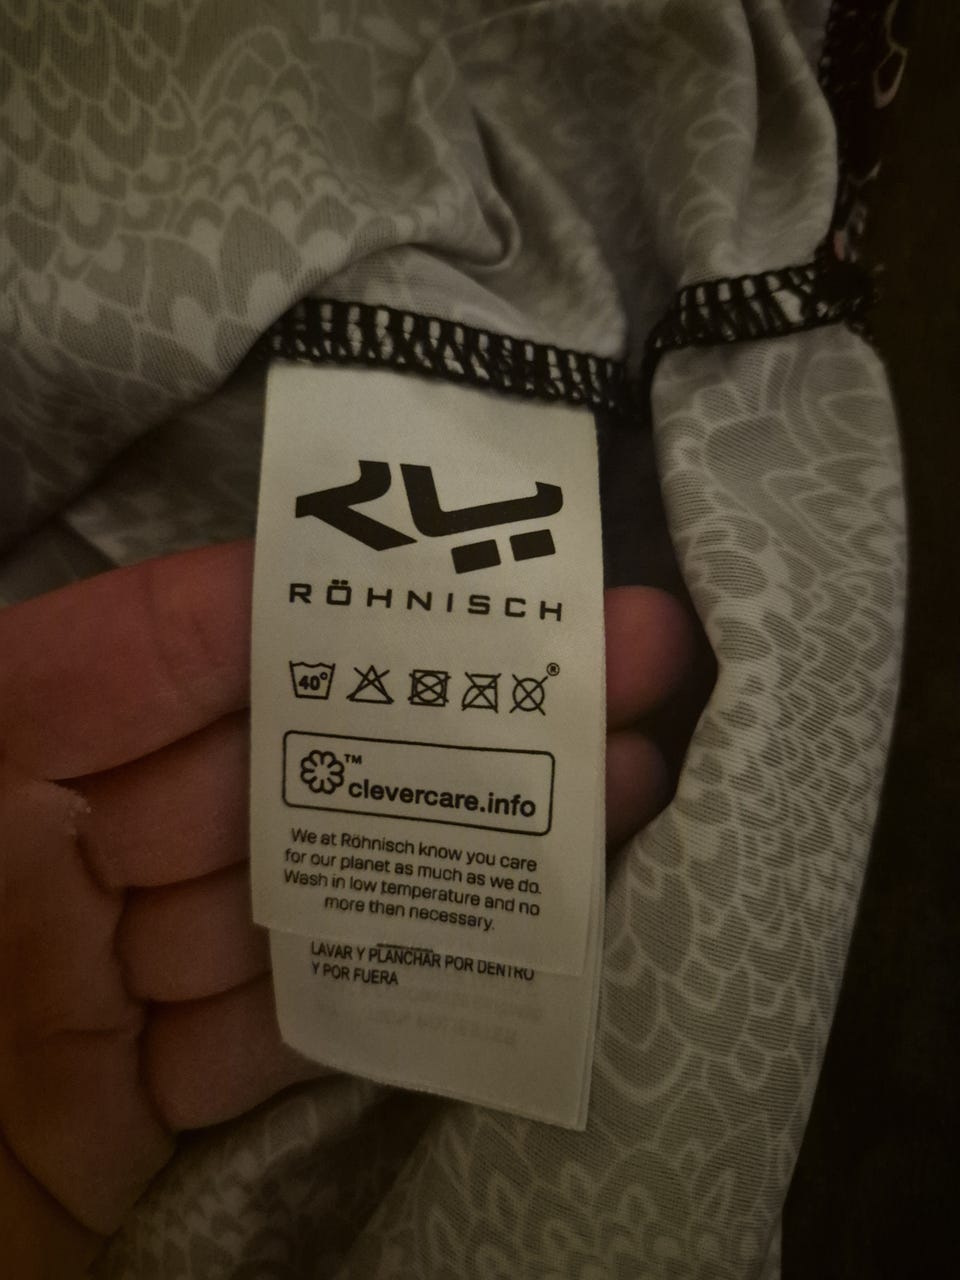 RÖHNISCH
40°
®
™
clevercare.info
We at Röhnisch know you care
for our planet as much as we do.
Wash in low temperature and no
more then necessary.
LAVAR Y PLANCHAR POR DENTRO
Y POR FUERA